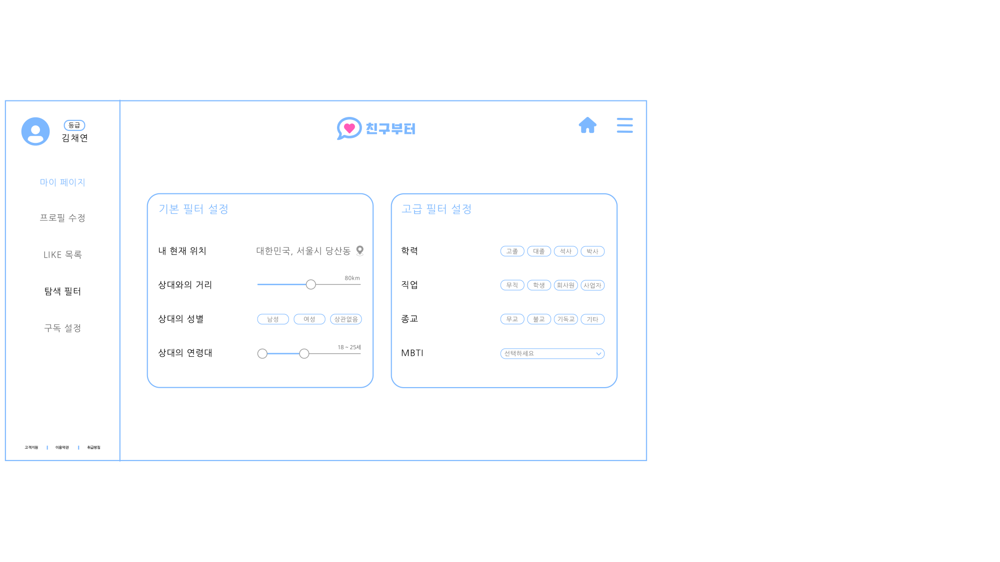 등급
김채연
마이 페이지
프로필 수정
LIKE 목록
탐색 필터
구독 설정
고객지원 이용약관 취급방침
친구부터
기본 필터 설정
내 현재 위치 대한민국, 서울시 당산동
상대와의 거리 80km
상대의 성별 남성 여성 상관없음
상대의 연령대 18 ~ 25세
고급 필터 설정
학력 고졸 대졸 석사 박사
직업 무직 학생 회사원 사업자
종교 무교 불교 기독교 기타
MBTI 선택하세요